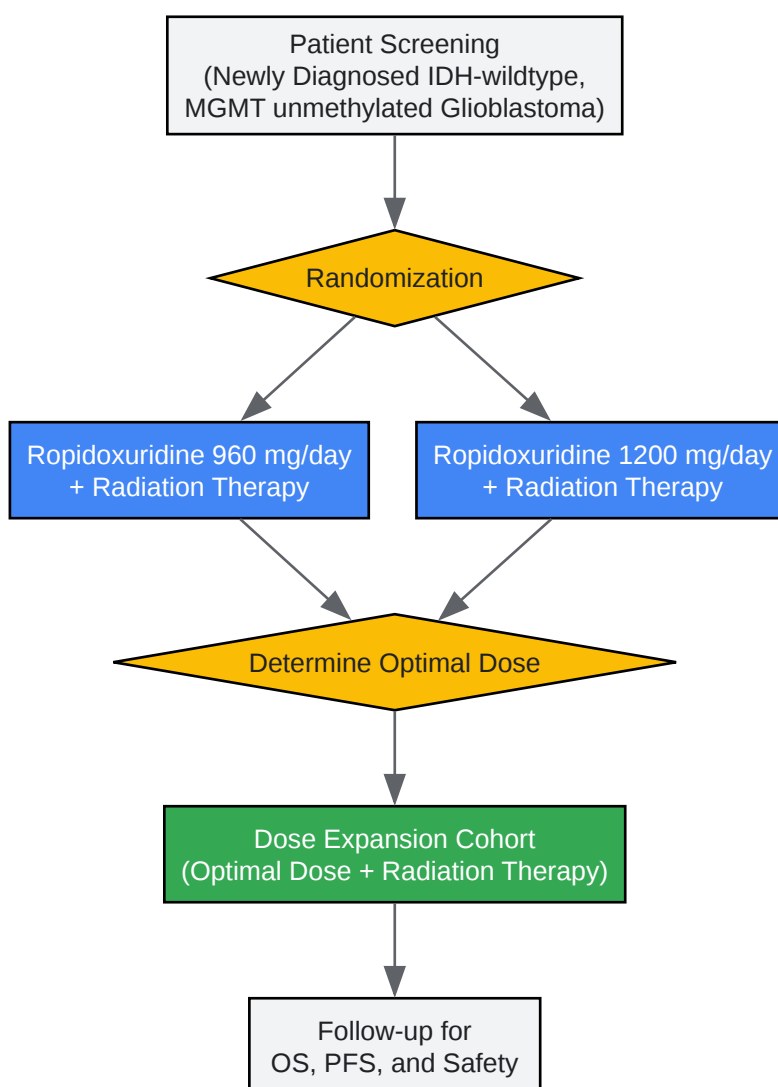 Patient Screening
(Newly Diagnosed IDH-wildtype,
MGMT unmethylated Glioblastoma)
Randomization
Ropidoxuridine 960 mg/day
+ Radiation Therapy
Ropidoxuridine 1200 mg/day
+ Radiation Therapy
Determine Optimal Dose
Dose Expansion Cohort
(Optimal Dose + Radiation Therapy)
Follow-up for
OS, PFS, and Safety